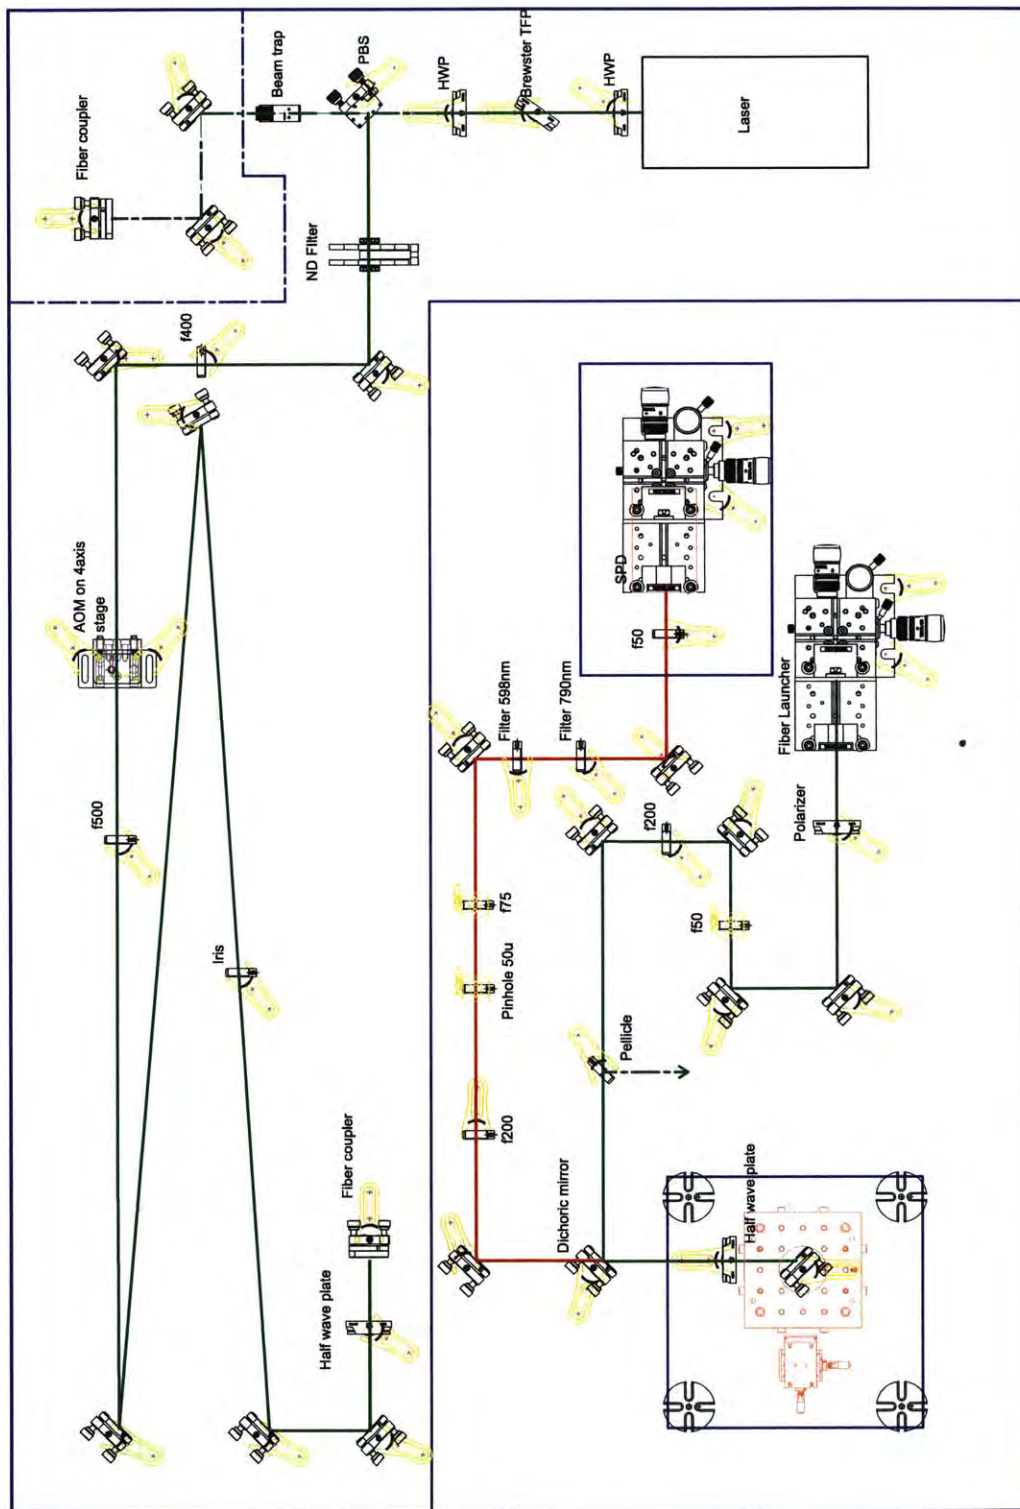 Beam trap
PBS
HWP
Brewster TFP
HWP
Laser
Fiber coupler
ND Filter
f400
AOM on 4axis
stage
SPD
f50
Filter 598nm
Filter 790nm
Fiber Launcher
f500
f200
Polarizer
f75
f50
Iris
Pinhole 50u
Pellicle
f200
Fiber coupler
Dichoric mirror
Half wave plate
Half wave plate